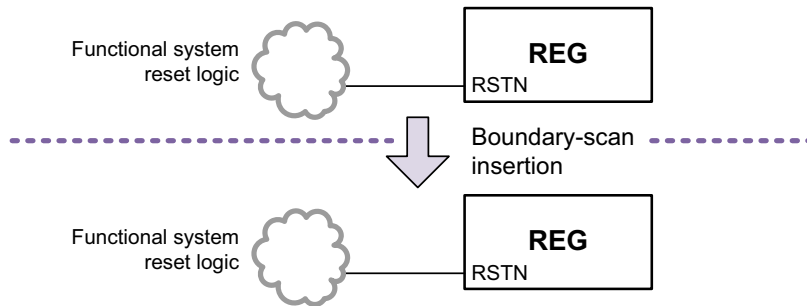 Functional system
reset logic
REG
RSTN
Boundary-scan
insertion
Functional system
reset logic
REG
RSTN